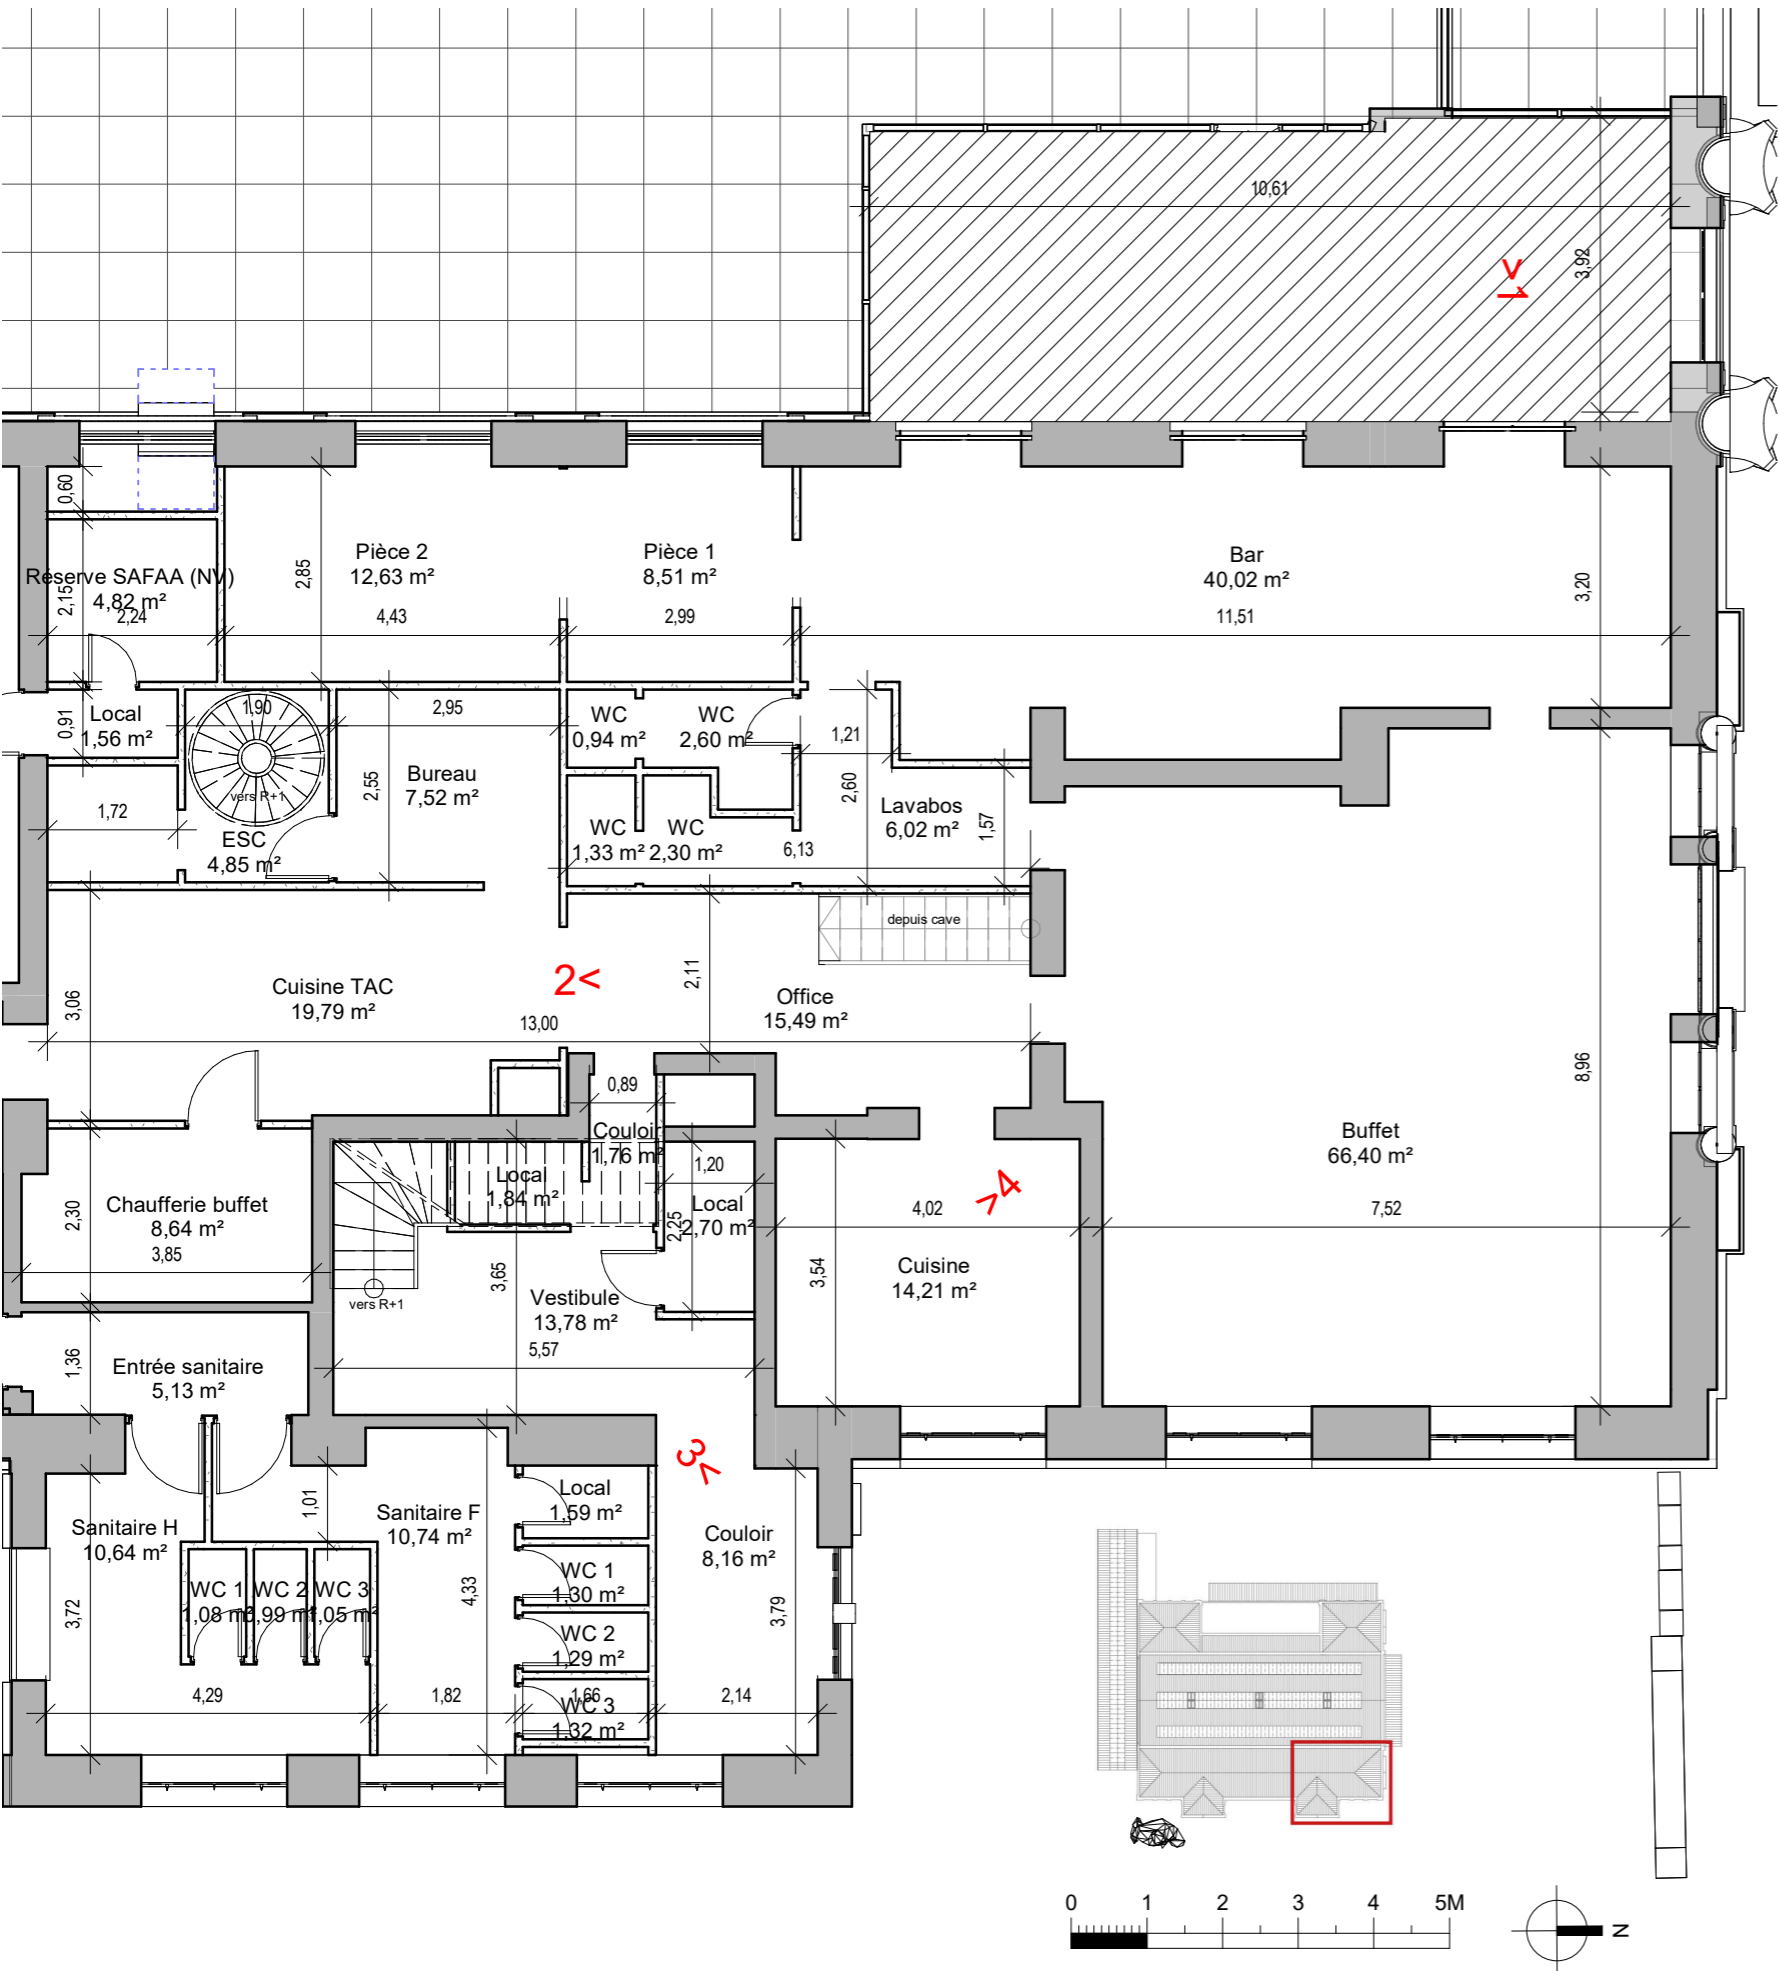 10,61
3,92
1
<
0,60
Pièce 2
12,63 m²
2,85
4,43
Pièce 1
8,51 m²
2,99
Bar
40,02 m²
11,51
3,20
Réserve SAFAA (NV)
4,82 m²
2,15
2,24
Local
1,56 m²
0,91
1,90
vers R+1
2,95
Bureau
7,52 m²
2,55
WC
0,94 m²
WC
2,60 m²
1,21
2,60
Lavabos
6,02 m²
1,57
1,72
ESC
4,85 m²
WC
1,33 m²
WC
2,30 m²
6,13
depuis cave
Cuisine TAC
19,79 m²
3,06
2<
2,11
Office
15,49 m²
13,00
8,96
0,89
Couloir
1,76 m²
Local
1,84 m²
1,20
Local
2,70 m²
2,25
>4
Buffet
66,40 m²
7,52
Chaufferie buffet
8,64 m²
2,30
3,85
4,02
Cuisine
14,21 m²
3,54
3,65
vers R+1
Vestibule
13,78 m²
5,57
Entrée sanitaire
5,13 m²
1,36
3<
Sanitaire H
10,64 m²
1,01
Sanitaire F
10,74 m²
Local
1,59 m²
Couloir
8,16 m²
WC 1
1,08 m²
WC 2
0,99 m²
WC 3
1,05 m²
WC 1
1,30 m²
WC 2
1,29 m²
WC 3
1,32 m²
3,72
4,33
3,79
4,29
1,82
1,66
2,14
0 1 2 3 4 5M
N